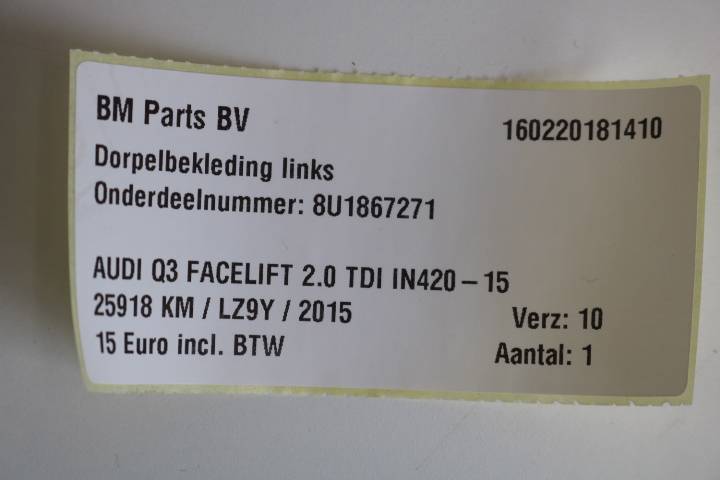 BM Parts BV
160220181410
Dorpelbekleding links
Onderdeelnummer: 8U1867271
AUDI Q3 FACELIFT 2.0 TDI IN420-15
25918 KM / LZ9Y / 2015
Verz: 10
15 Euro incl. BTW
Aantal: 1